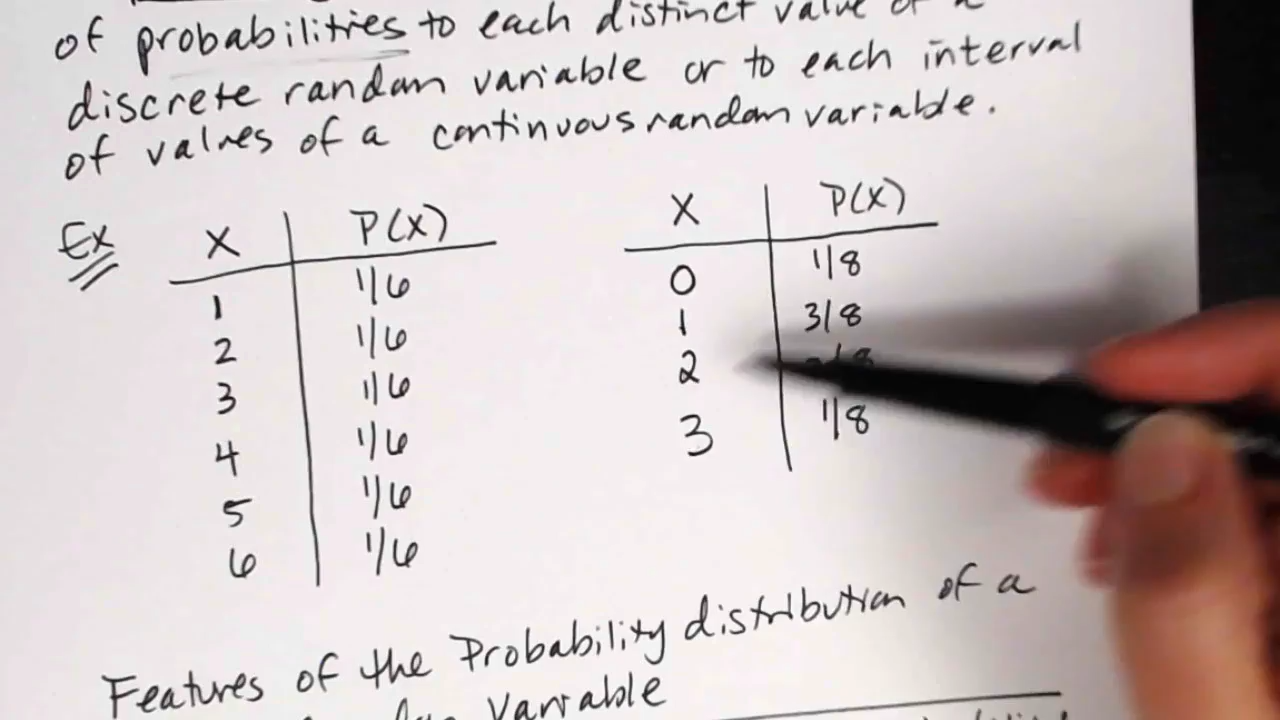 of probabilities to each distinct value of a
discrete random variable or to each interval
of values of a continuous random variable.
Ex X P(X) X P(X)
1 1/6 0 1/8
2 1/6 1 3/8
3 1/6 2
4 1/6 3 1/8
5 1/6
6 1/6
Features of the Probability distribution of a
Variable